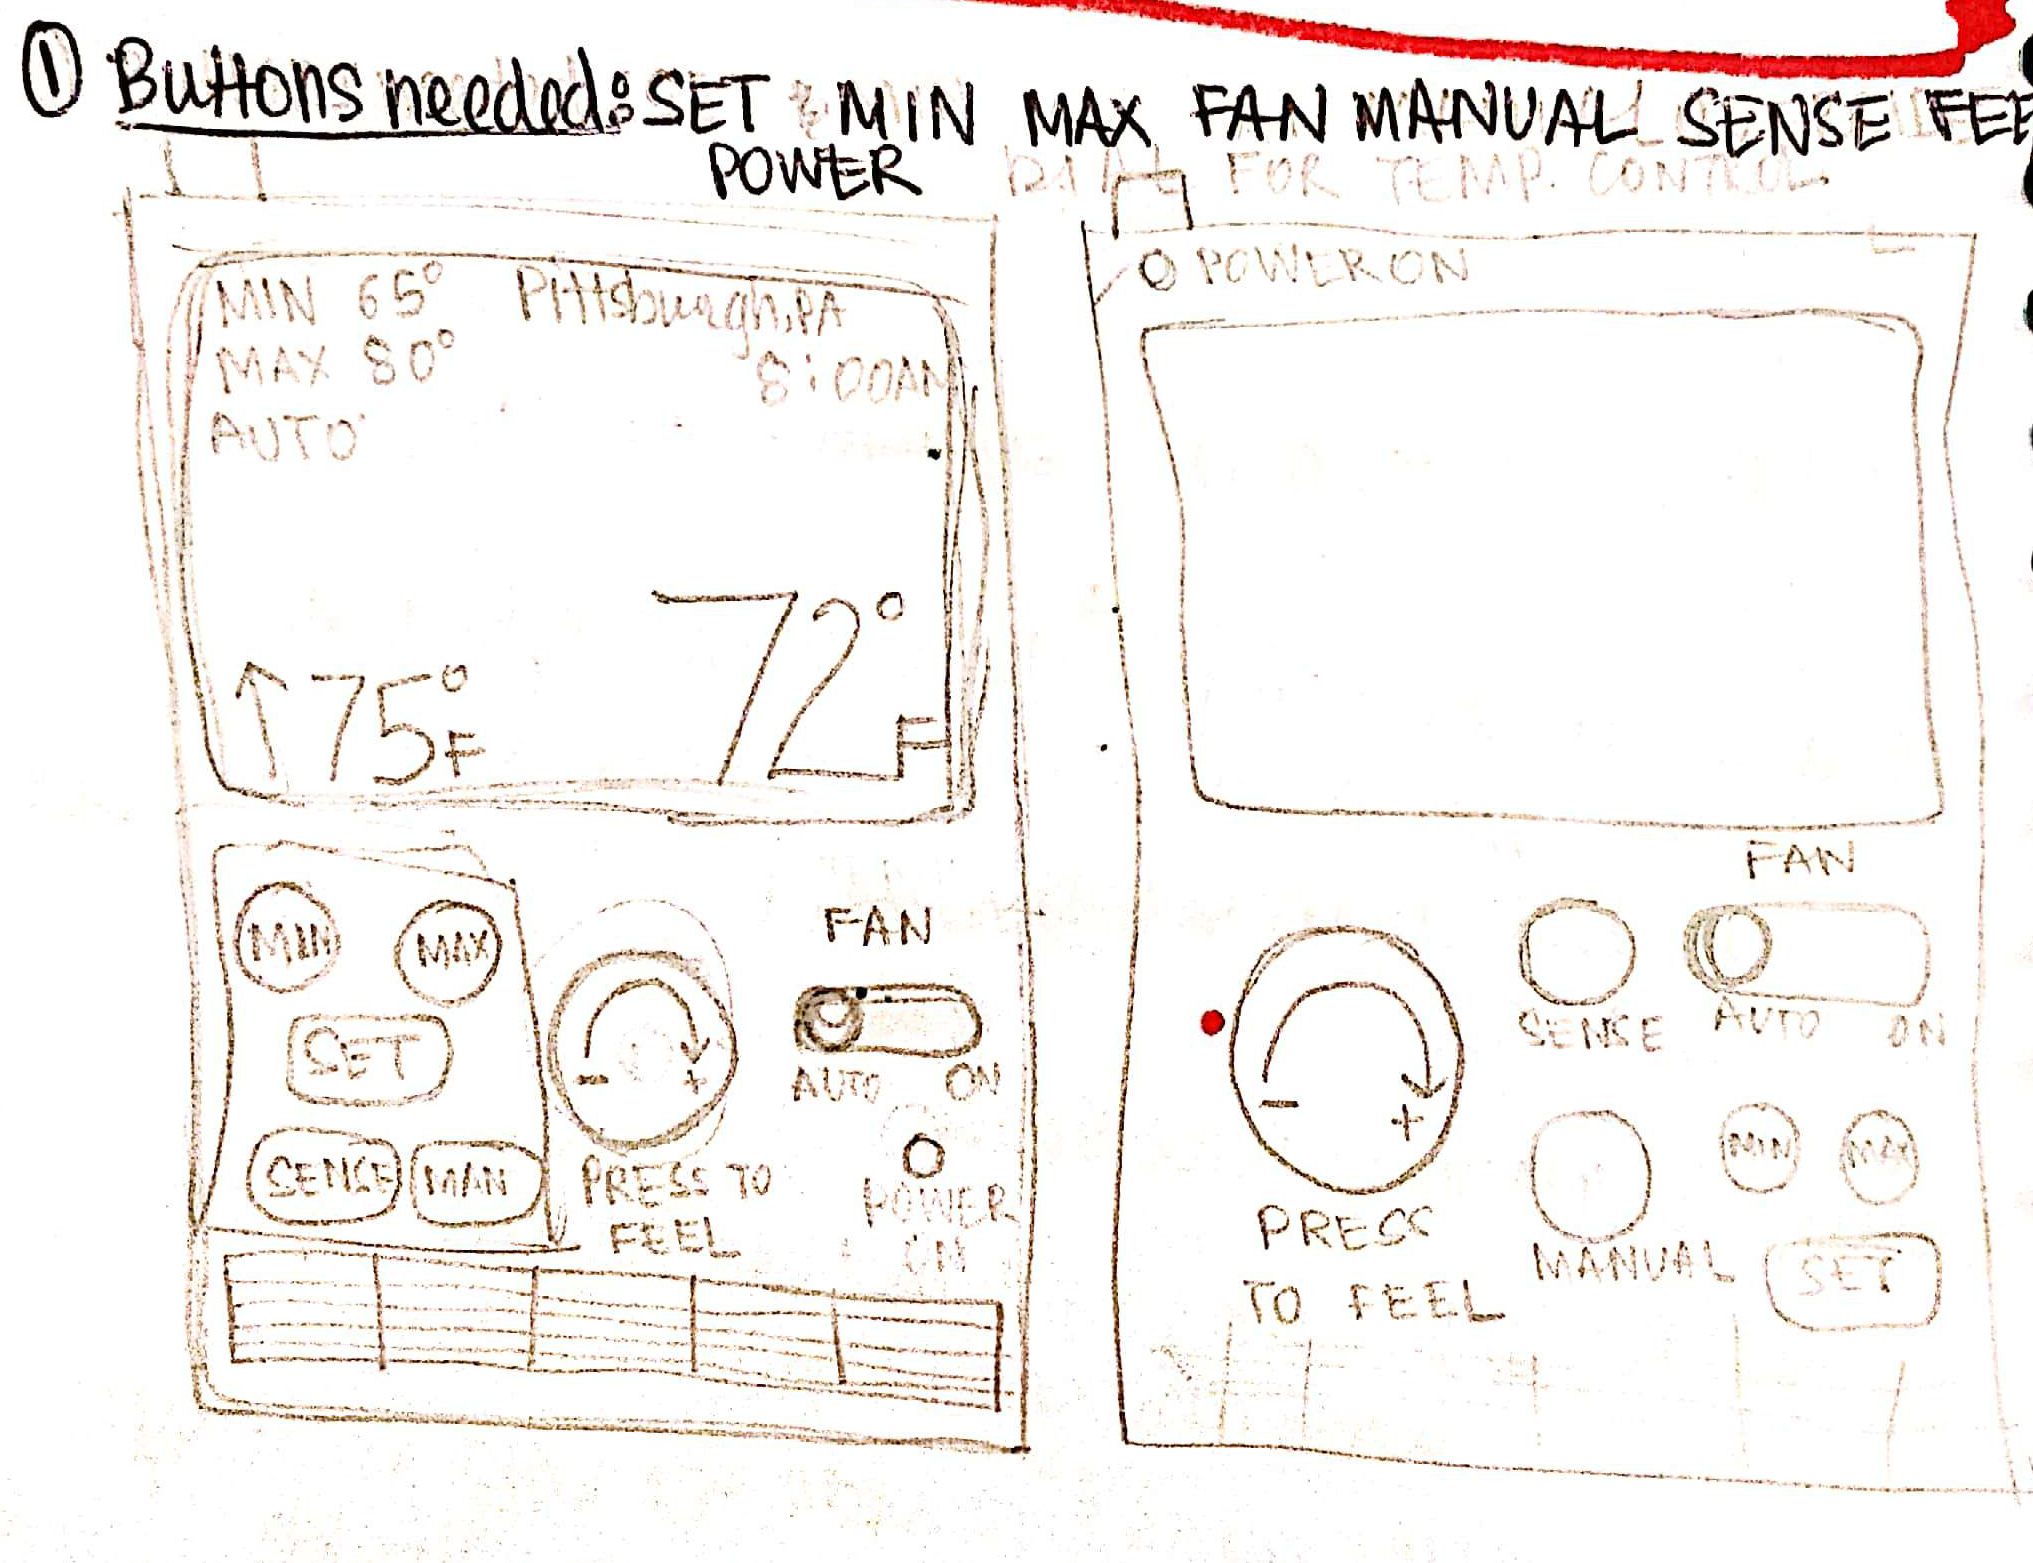 ① Buttons needed: SET MIN MAX FAN MANUAL SENSE FEE
POWER DIAL FOR TEMP. CONTROL
MIN 65° Pittsburgh, PA
MAX 80° 8:00AM
AUTO
↑75°F 72°F
MIN MAX
SET
SENSE MAN
- +
PRESS TO
FEEL
FAN
AUTO ON
POWER
ON
POWER ON
- +
PRESS
TO FEEL
SENSE
FAN
AUTO ON
MANUAL
MIN MAX
SET